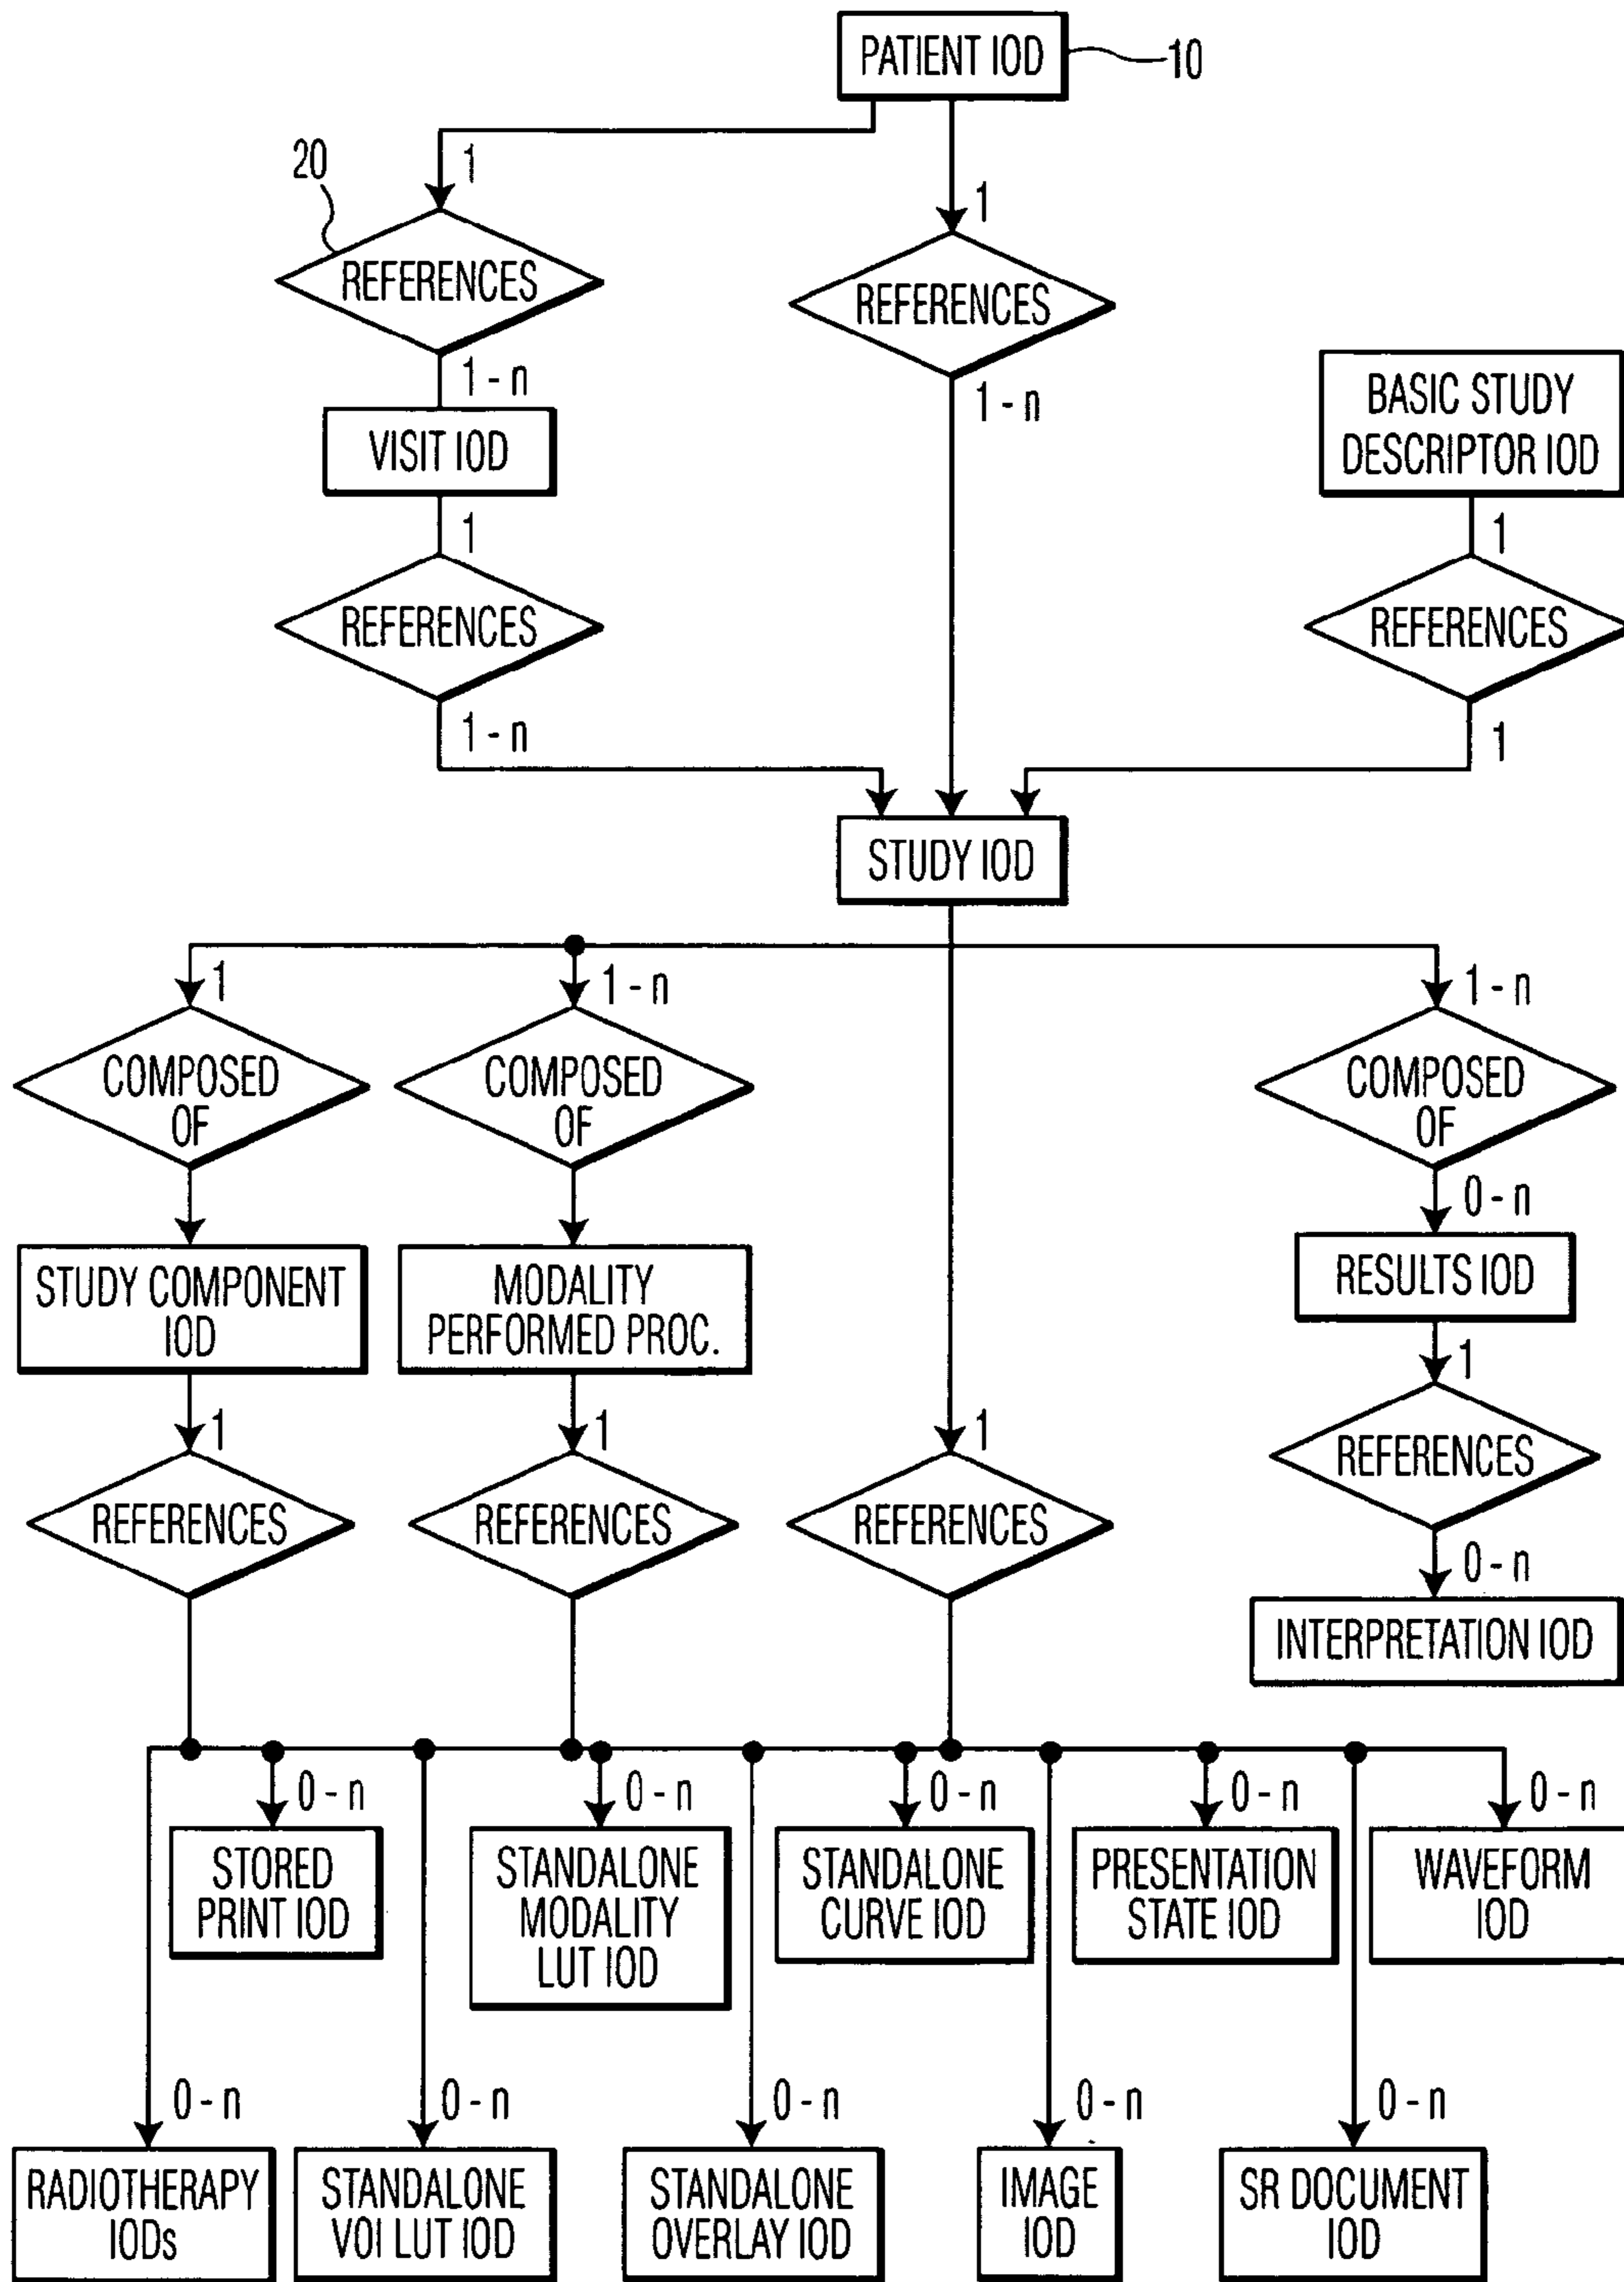 PATIENT IOD
10
20
1
1
REFERENCES
REFERENCES
1 - n
1 - n
BASIC STUDY
DESCRIPTOR IOD
VISIT IOD
1
1
REFERENCES
REFERENCES
1 - n
1
STUDY IOD
1
1 - n
1 - n
COMPOSED
OF
COMPOSED
OF
COMPOSED
OF
0 - n
STUDY COMPONENT
IOD
MODALITY
PERFORMED PROC.
RESULTS IOD
1
1
1
1
REFERENCES
REFERENCES
REFERENCES
REFERENCES
0 - n
INTERPRETATION IOD
0 - n
0 - n
0 - n
0 - n
0 - n
STORED
PRINT IOD
STANDALONE
MODALITY
LUT IOD
STANDALONE
CURVE IOD
PRESENTATION
STATE IOD
WAVEFORM
IOD
0 - n
0 - n
0 - n
0 - n
0 - n
RADIOTHERAPY
IODs
STANDALONE
VOI LUT IOD
STANDALONE
OVERLAY IOD
IMAGE
IOD
SR DOCUMENT
IOD